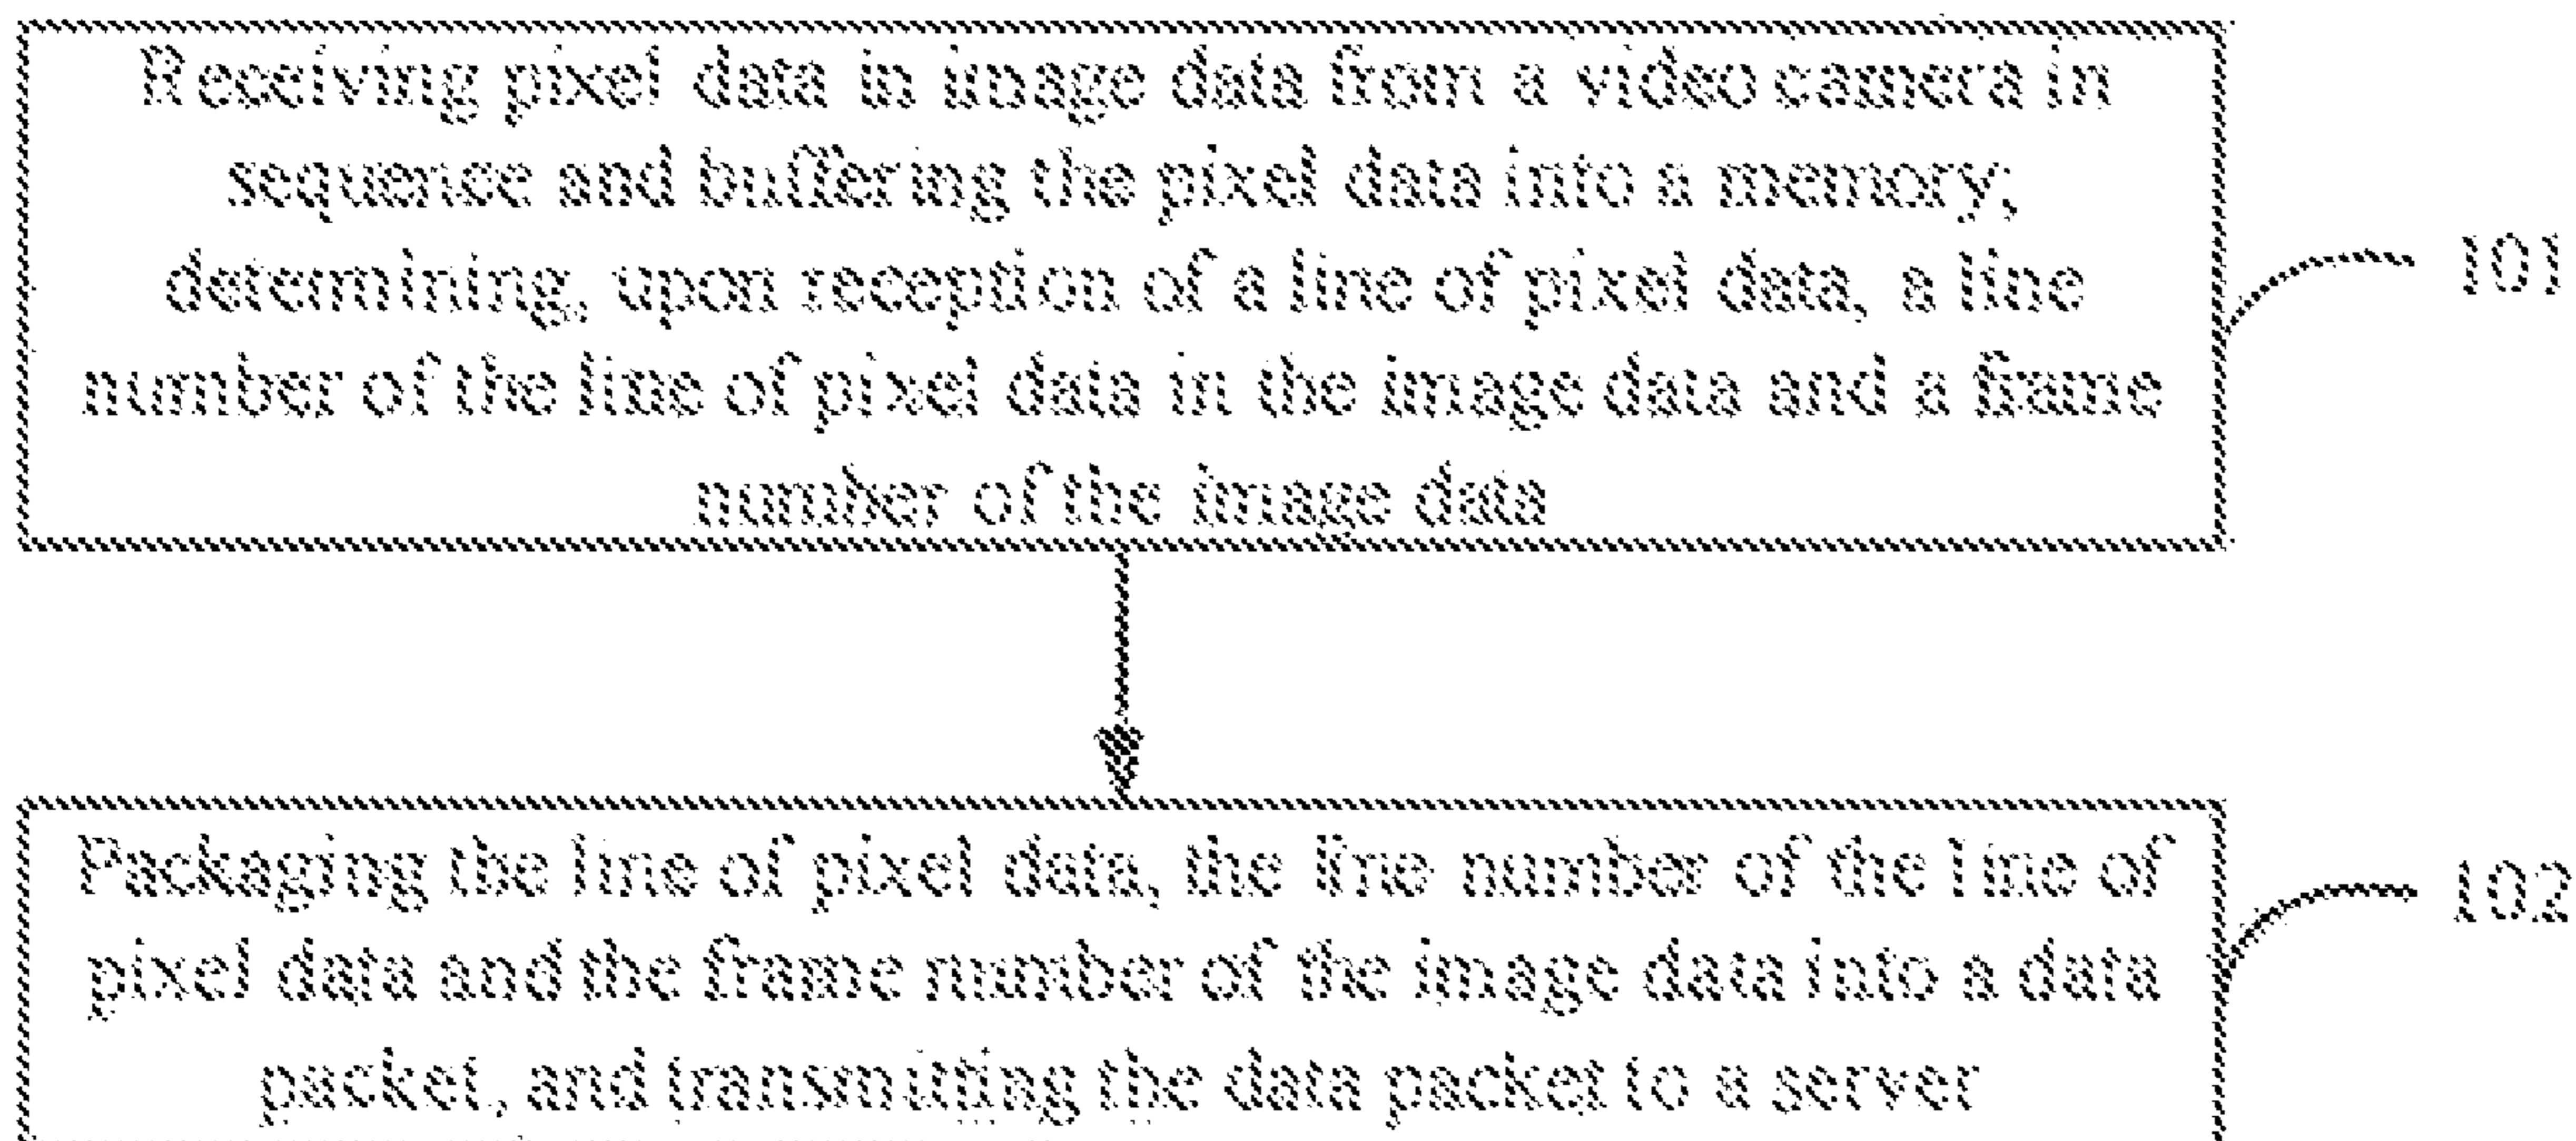 Receiving pixel data in image data from a video camera in
sequence and buffering the pixel data into a memory;
determining, upon reception of a line of pixel data, a line
number of the line of pixel data in the image data and a frame
number of the image data
101
Packaging the line of pixel data, the line number of the line of
pixel data and the frame number of the image data into a data
packet, and transmitting the data packet to a server
102